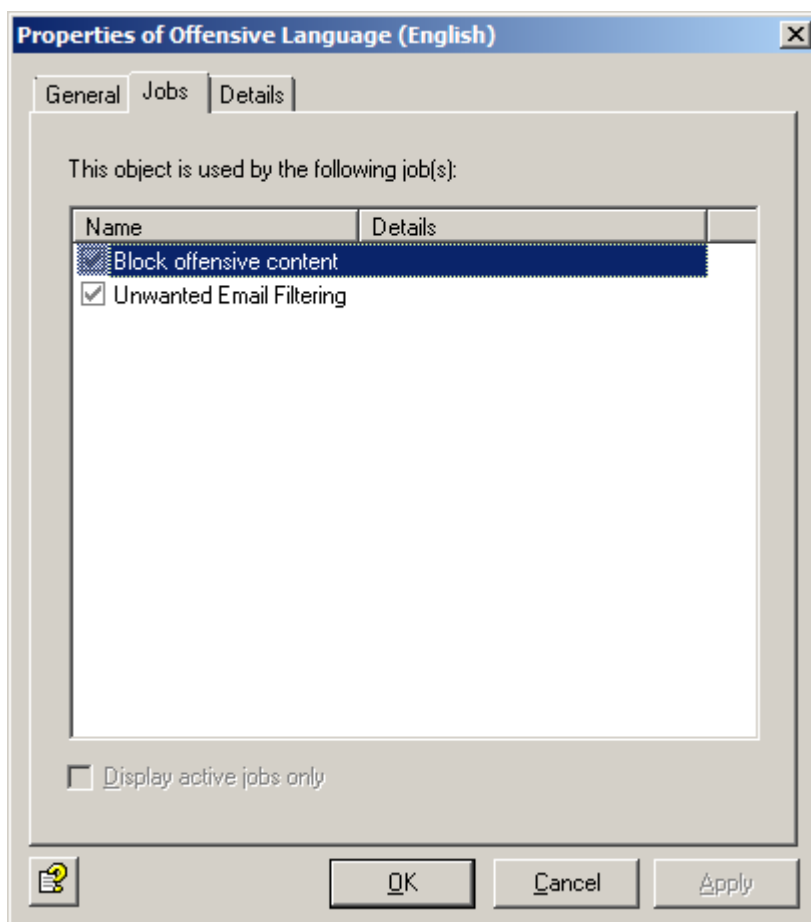 Properties of Offensive Language (English)
General Jobs Details
This object is used by the following job(s):
Name Details
Block offensive content
Unwanted Email Filtering
Display active jobs only
OK Cancel Apply